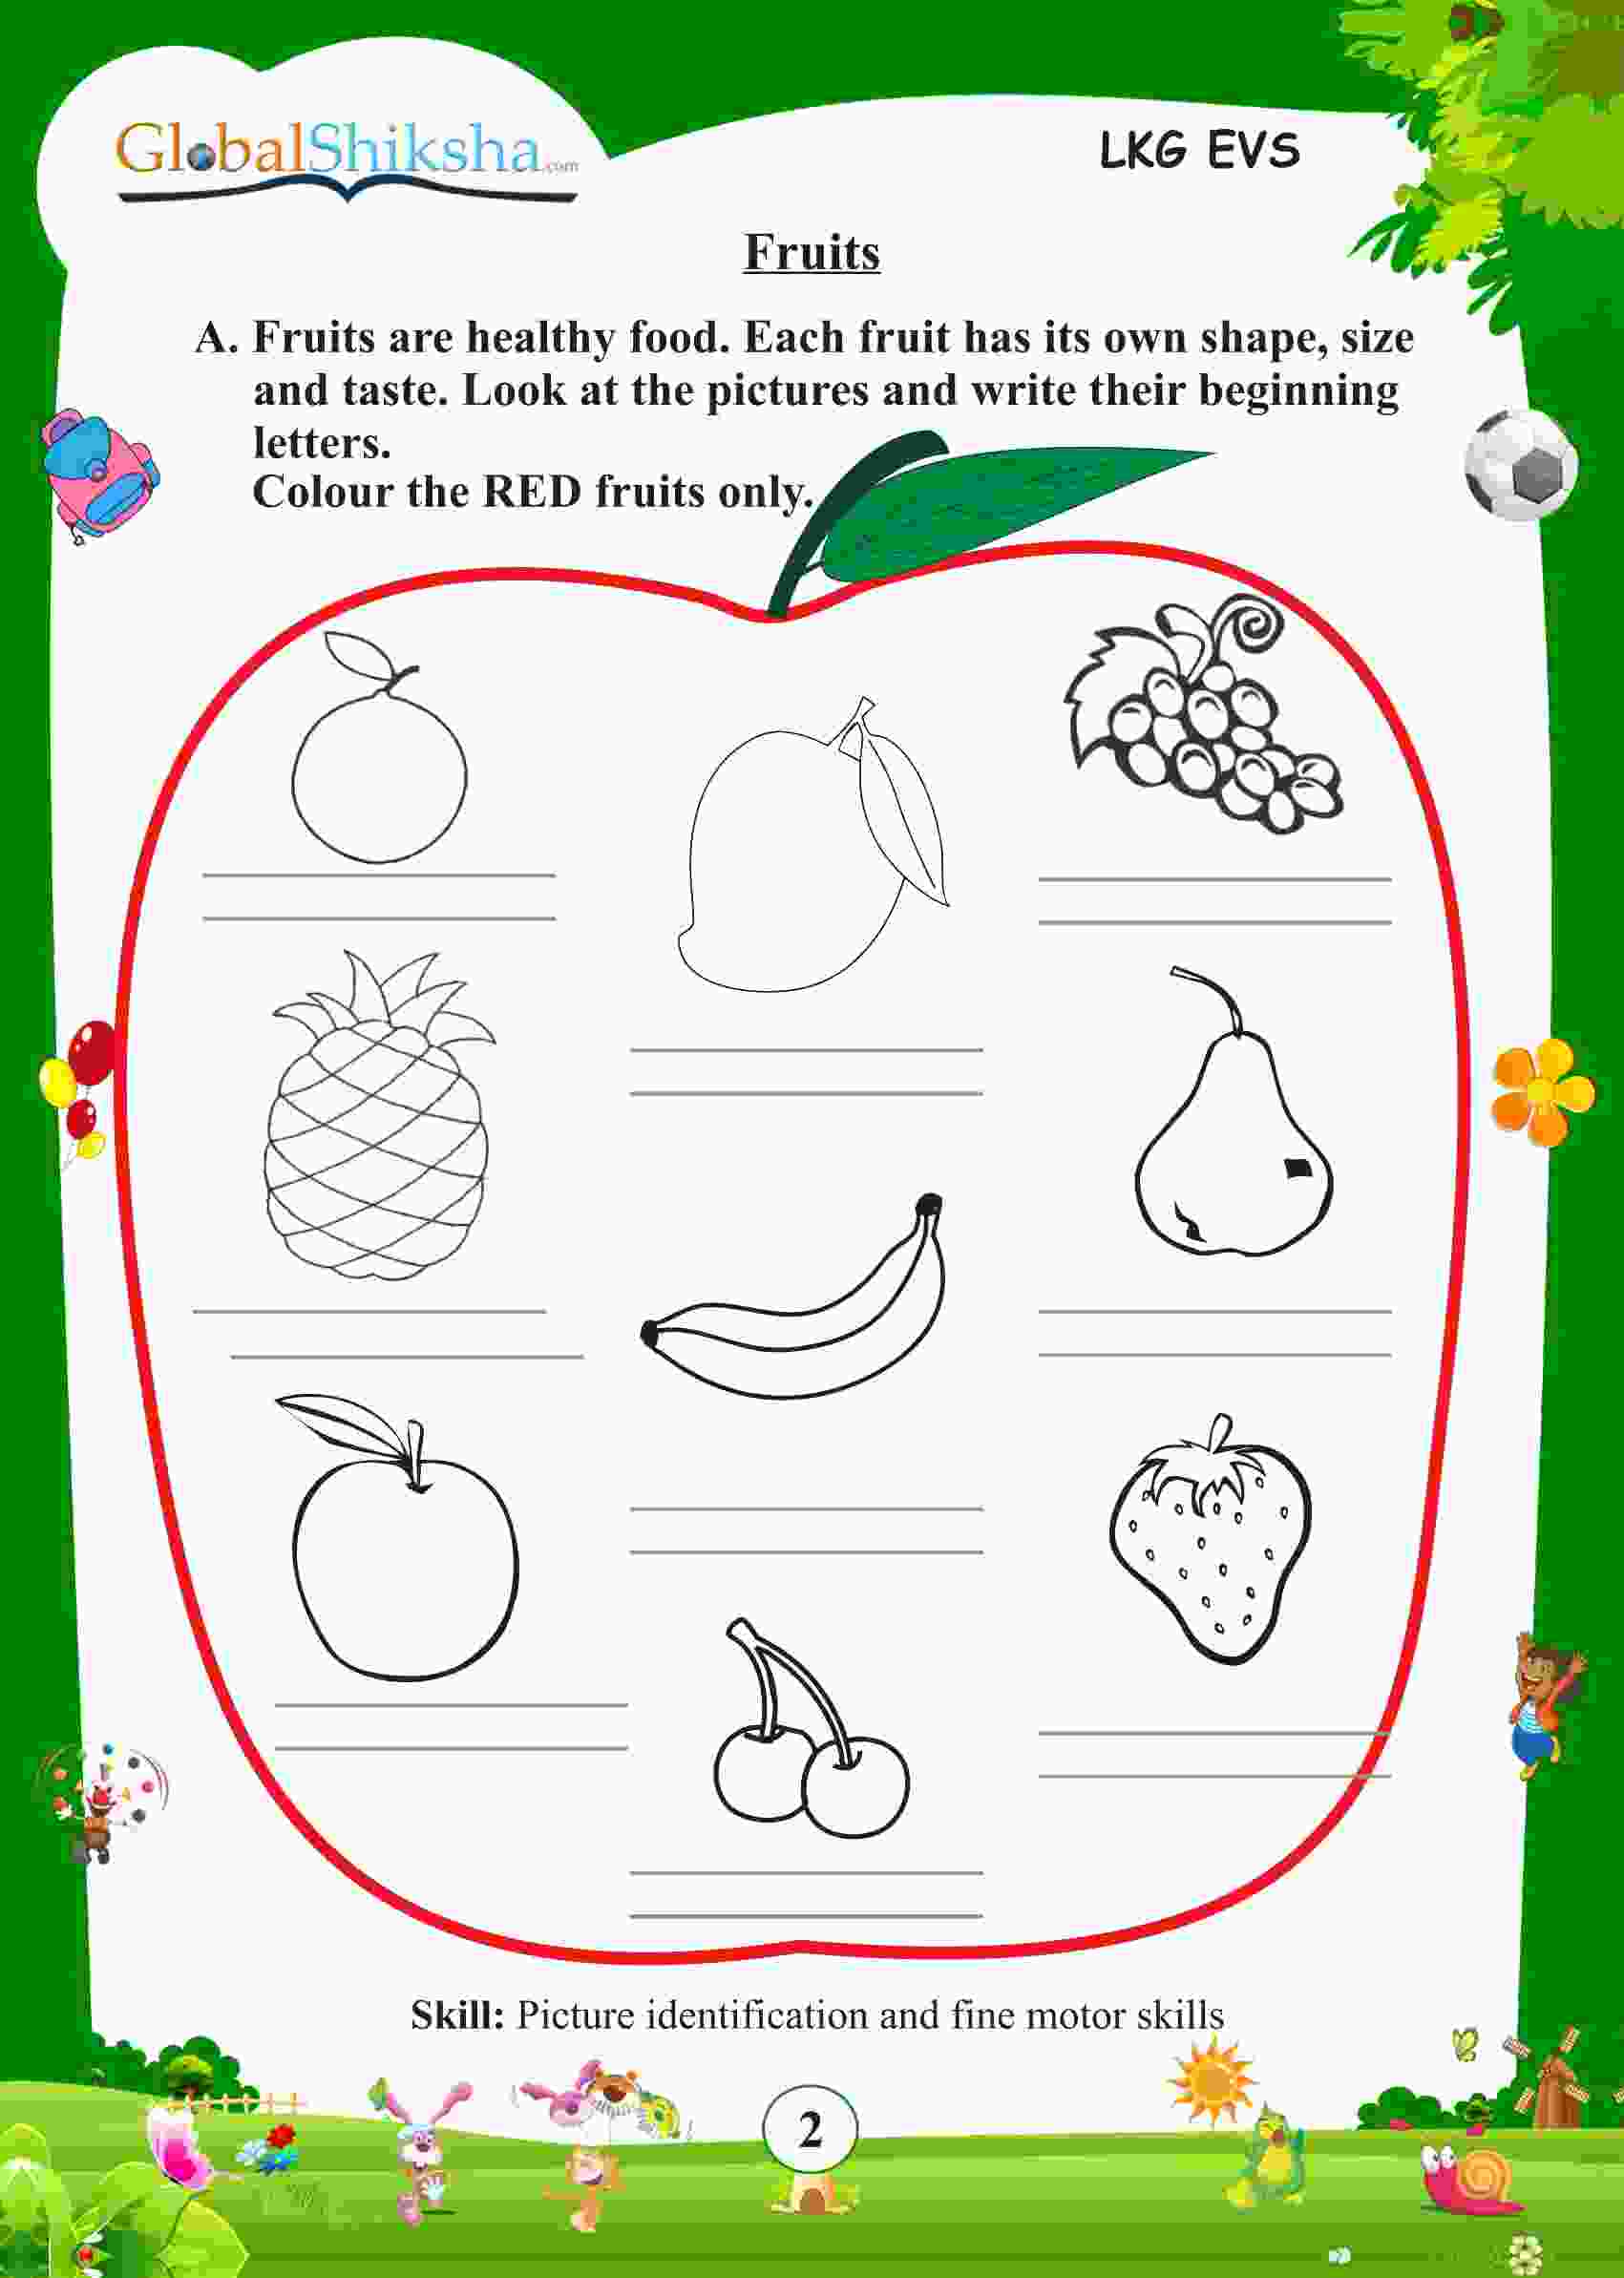 GlobalShiksha.com
LKG EVS
Fruits
A. Fruits are healthy food. Each fruit has its own shape, size
and taste. Look at the pictures and write their beginning
letters.
Colour the RED fruits only.
Skill: Picture identification and fine motor skills
2